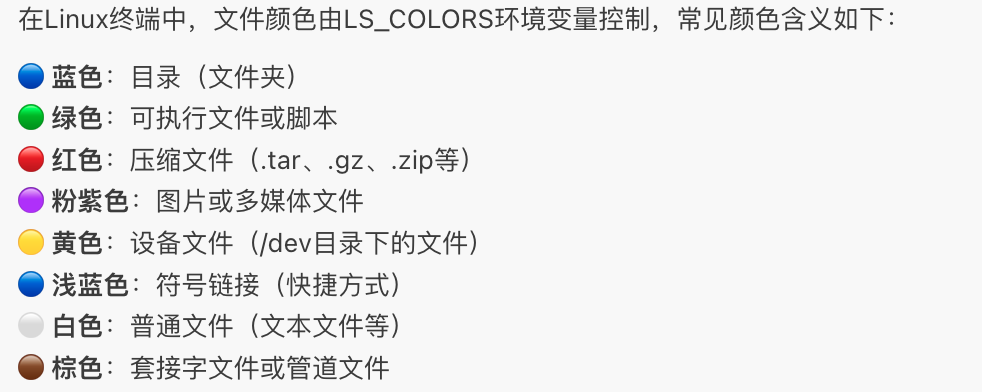 在Linux终端中，文件颜色由LS_COLORS环境变量控制，常见颜色含义如下：
🔵 蓝色：目录（文件夹）
🟢 绿色：可执行文件或脚本
🔴 红色：压缩文件（.tar、.gz、.zip等）
🟣 粉紫色：图片或多媒体文件
🟡 黄色：设备文件（/dev目录下的文件）
🔵 浅蓝色：符号链接（快捷方式）
⚪ 白色：普通文件（文本文件等）
🟤 棕色：套接字文件或管道文件